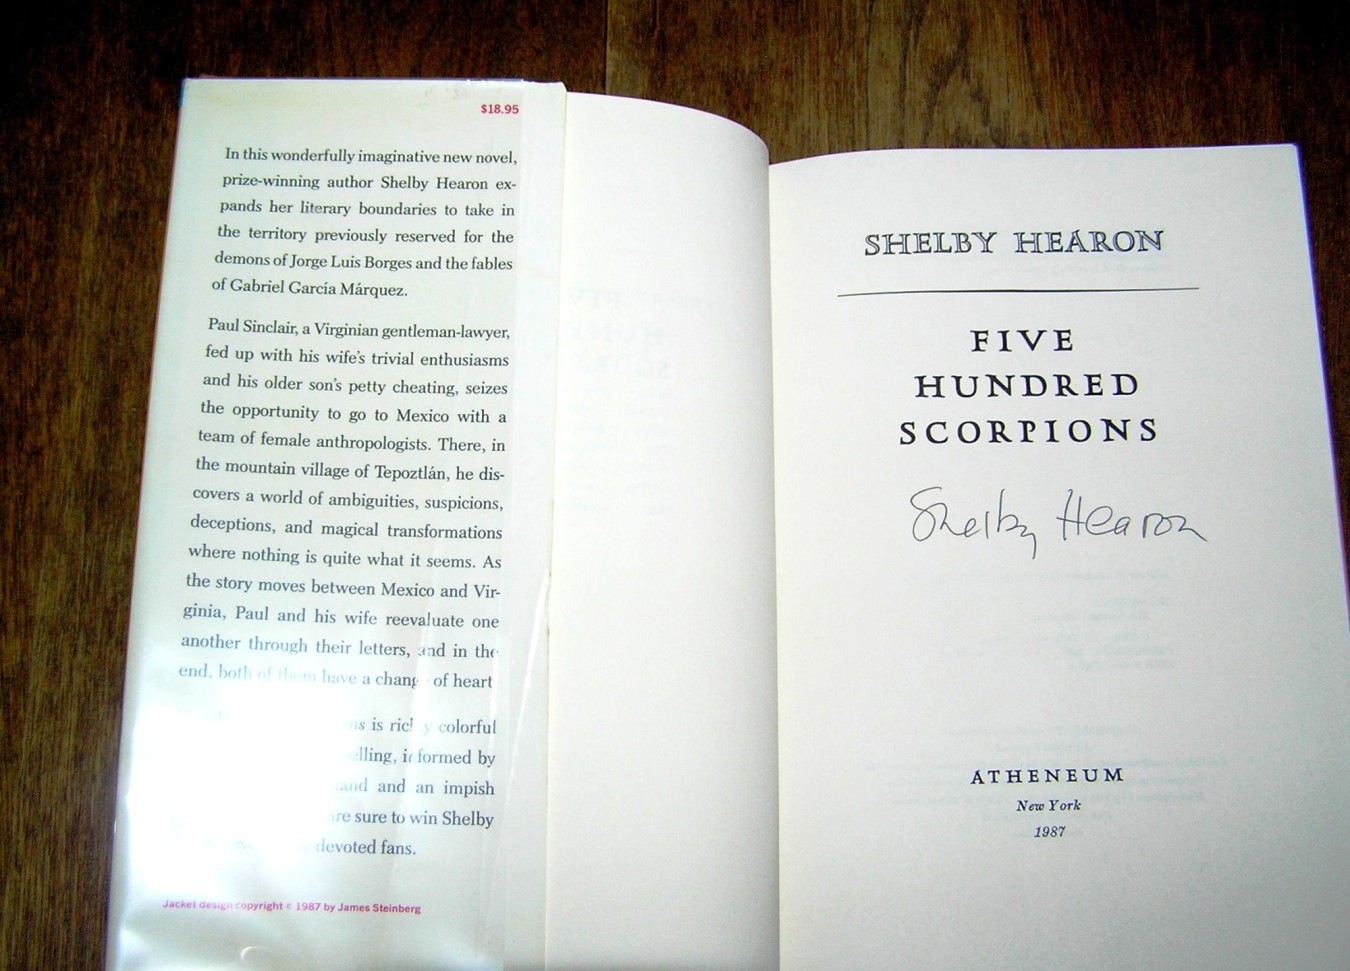 $18.95
In this wonderfully imaginative new novel,
prize-winning author Shelby Hearon ex-
pands her literary boundaries to take in
the territory previously reserved for the
demons of Jorge Luis Borges and the fables
of Gabriel García Márquez.
Paul Sinclair, a Virginian gentleman-lawyer,
fed up with his wife's trivial enthusiasms
and his older son's petty cheating, seizes
the opportunity to go to Mexico with a
team of female anthropologists. There, in
the mountain village of Tepoztlán, he dis-
covers a world of ambiguities, suspicions,
deceptions, and magical transformations
where nothing is quite what it seems. As
the story moves between Mexico and Vir-
ginia, Paul and his wife reevaluate one
another through their letters, and in the
end, both of them have a change of heart
is richly colorful
informed by
and an impish
sure to win Shelby
devoted fans.
Jacket design copyright © 1987 by James Steinberg
SHELBY HEARON
FIVE
HUNDRED
SCORPIONS
Shelby Hearon
ATHENEUM
New York
1987